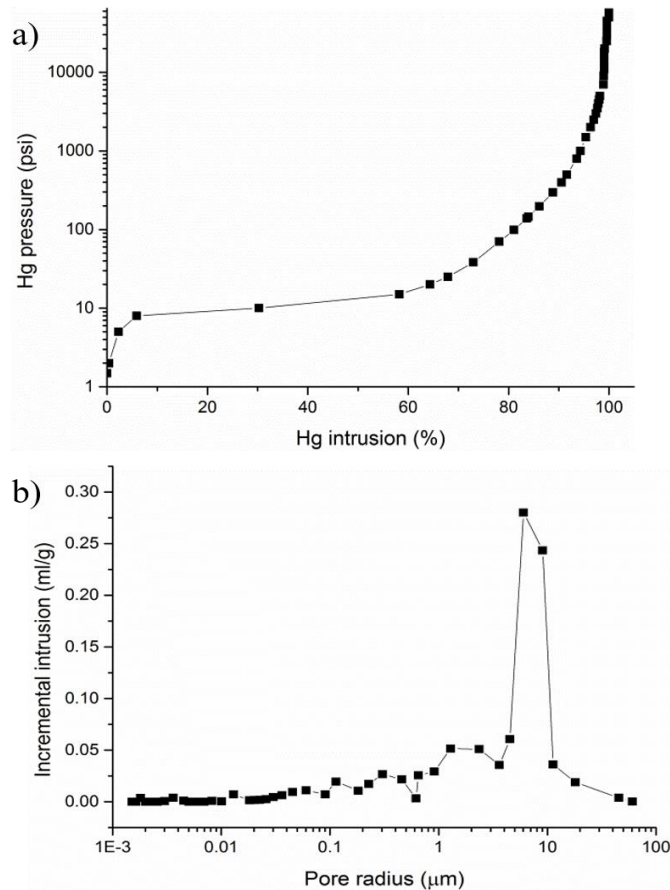 a)
10000
1000
100
10
1
Hg pressure (psi)
0 20 40 60 80 100
Hg intrusion (%)
b)
0.30
0.25
0.20
0.15
0.10
0.05
0.00
Incremental intrusion (ml/g)
1E-3 0.01 0.1 1 10 100
Pore radius (μm)